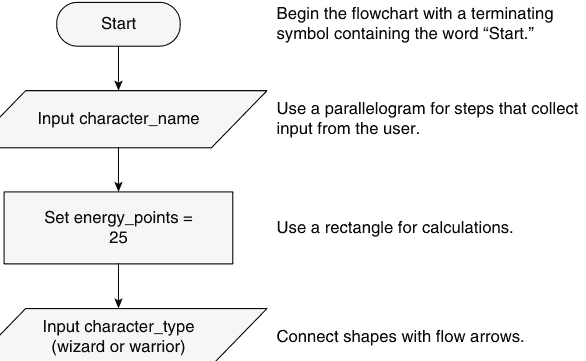 Start
Begin the flowchart with a terminating
symbol containing the word “Start.”
Input character_name
Use a parallelogram for steps that collect
input from the user.
Set energy_points =
25
Use a rectangle for calculations.
Input character_type
(wizard or warrior)
Connect shapes with flow arrows.